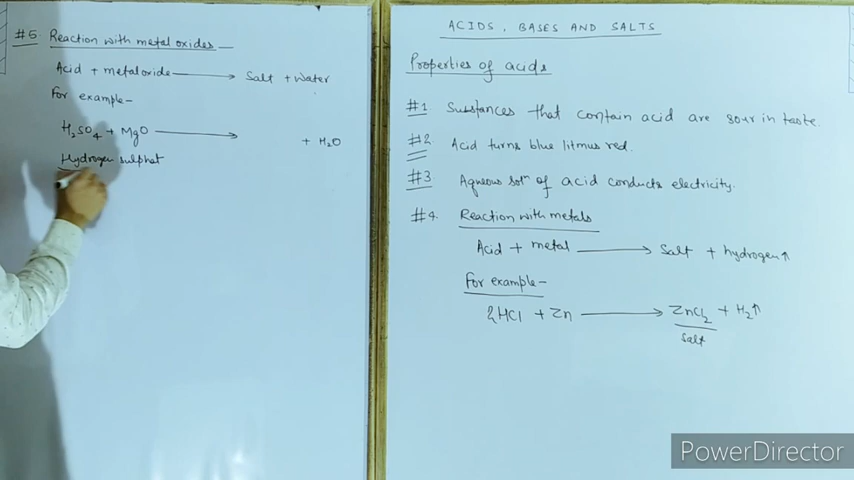 #5 Reaction with metal oxides —
Acid + metal oxide → Salt + Water
For example -
H₂SO₄ + MgO → + H₂O
Hydrogen sulphat
ACIDS, BASES AND SALTS
Properties of acids
#1 Substances that contain acid are sour in taste.
#2 Acid turns blue litmus red.
#3. Aqueous solⁿ of acid conducts electricity.
#4. Reaction with metals
Acid + metal → Salt + hydrogen↑
For example -
2HCl + Zn → ZnCl₂ + H₂↑
Salt
PowerDirector